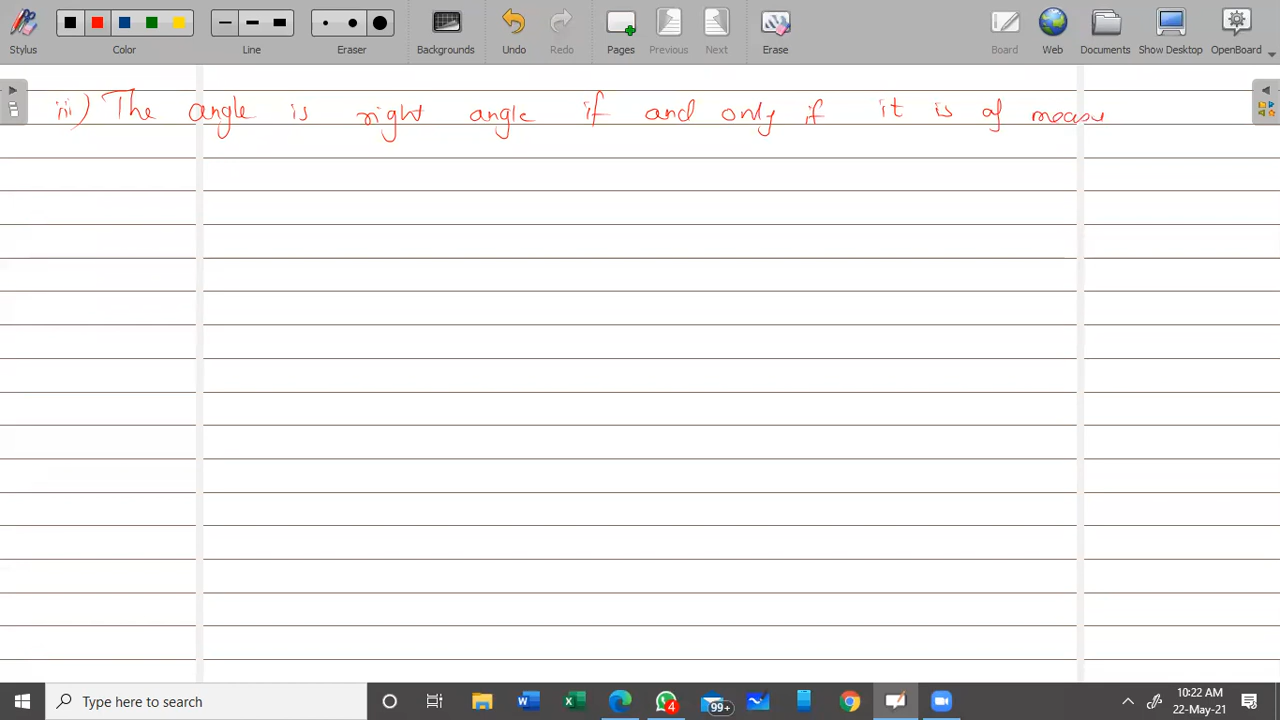 Stylus Color Line Eraser Backgrounds Undo Redo Pages Previous Next Erase Board Web Documents Show Desktop OpenBoard
iii) The angle is right angle if and only if it is of measu
4 99+
Type here to search
10:22 AM
22-May-21